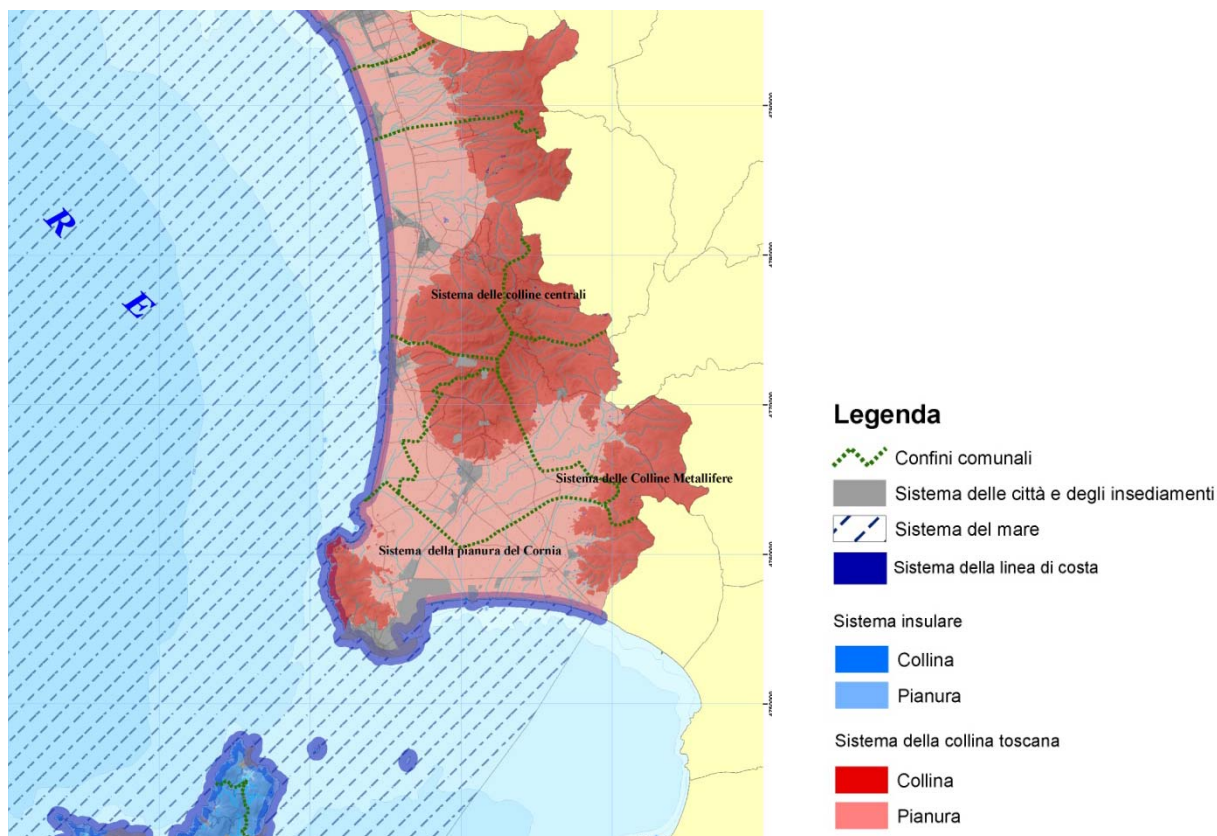 R
E
Sistema delle colline centrali
Sistema delle Colline Metallifere
Sistema della pianura del Cornia
Legenda
Confini comunali
Sistema delle città e degli insediamenti
Sistema del mare
Sistema della linea di costa
Sistema insulare
Collina
Pianura
Sistema della collina toscana
Collina
Pianura